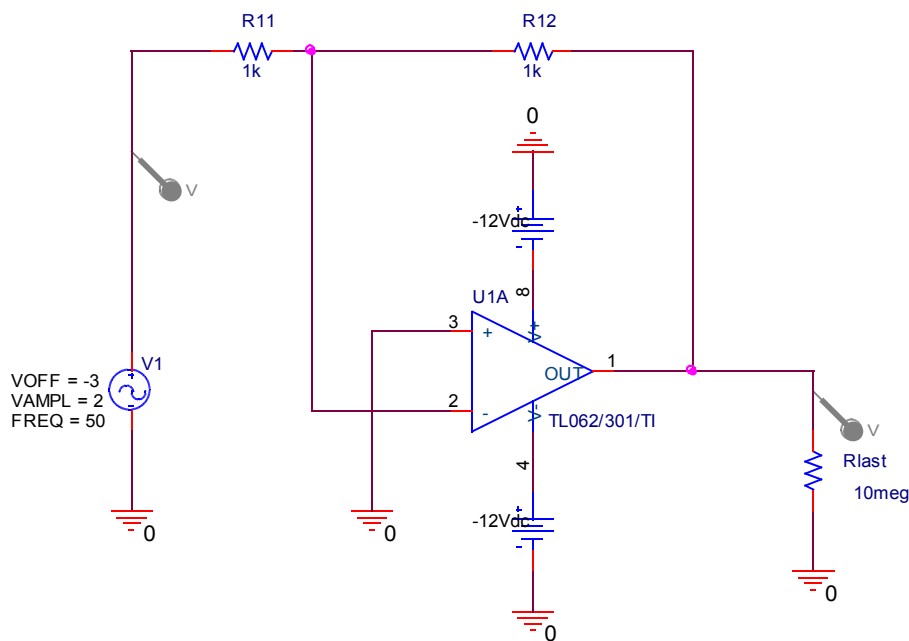 R11
1k
R12
1k
0
-12Vdc
+
-
U1A
8
V+
3
+
2
-
OUT
1
V-
TL062/301/TI
4
-12Vdc
+
-
0
V
V1
+
-
VOFF = -3
VAMPL = 2
FREQ = 50
0
0
V
Rlast
10meg
0